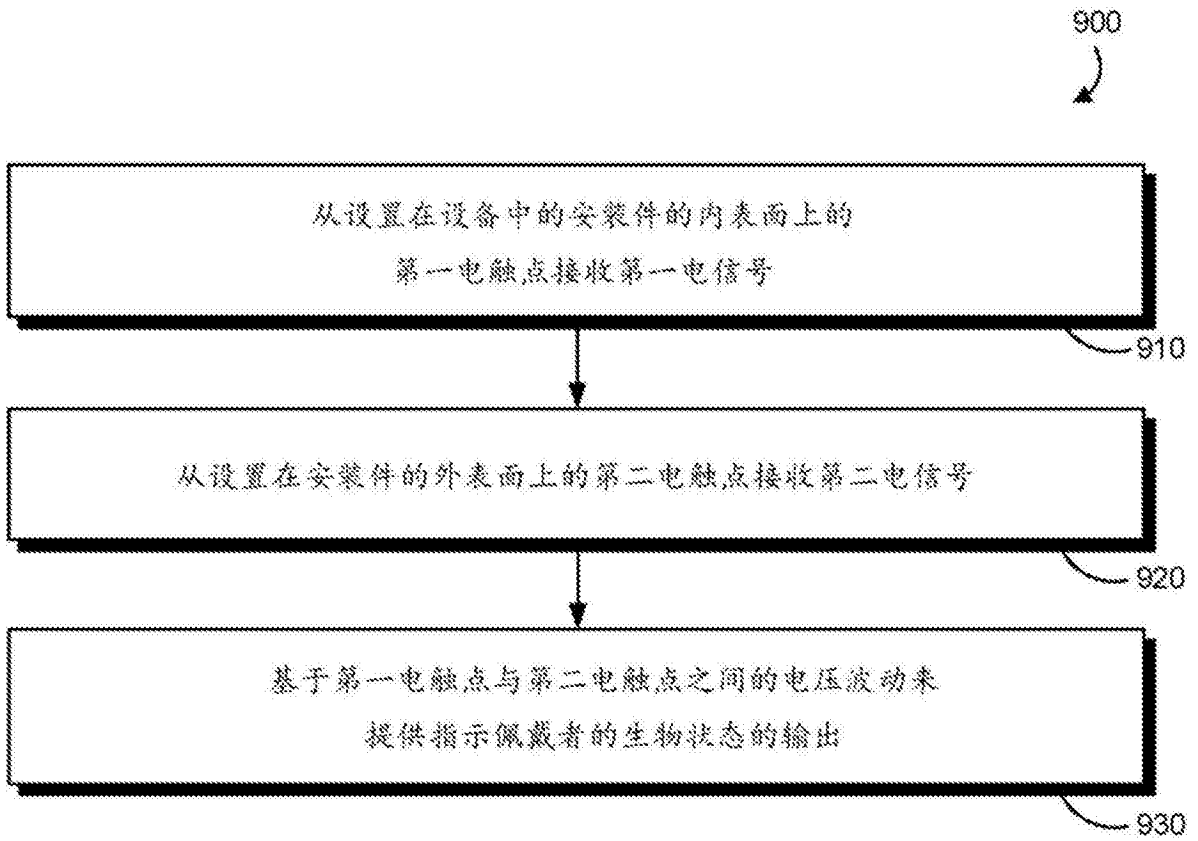 900
从设置在设备中的安装件的内表面上的
第一电触点接收第一电信号
910
从设置在安装件的外表面上的第二电触点接收第二电信号
920
基于第一电触点与第二电触点之间的电压波动来
提供指示佩戴者的生物状态的输出
930